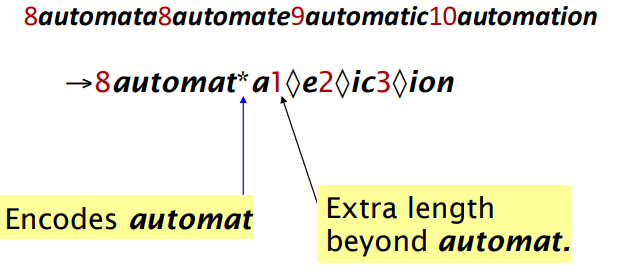 8automata8automate9automatic10automation
→8automat*a1◊e2◊ic3◊ion
Encodes automat
Extra length
beyond automat.